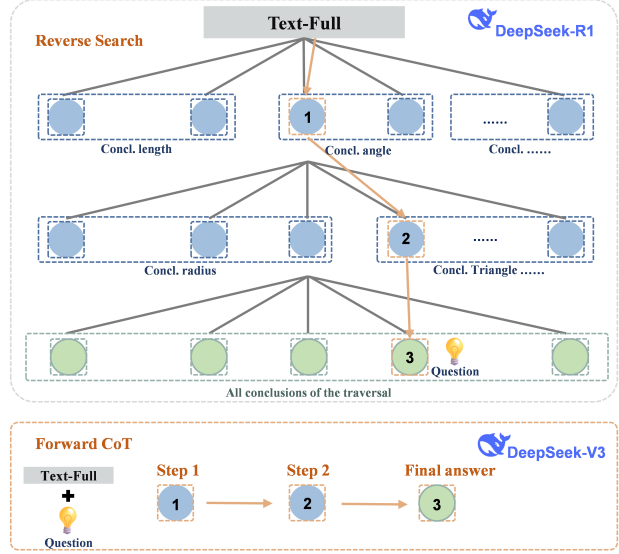 Text-Full
DeepSeek-R1
Reverse Search
1
......
Concl. length
Concl. angle
Concl. ......
2
......
Concl. radius
Concl. Triangle ......
3
Question
All conclusions of the traversal
Forward CoT
DeepSeek-V3
Text-Full
+
Question
Step 1
Step 2
Final answer
1
2
3